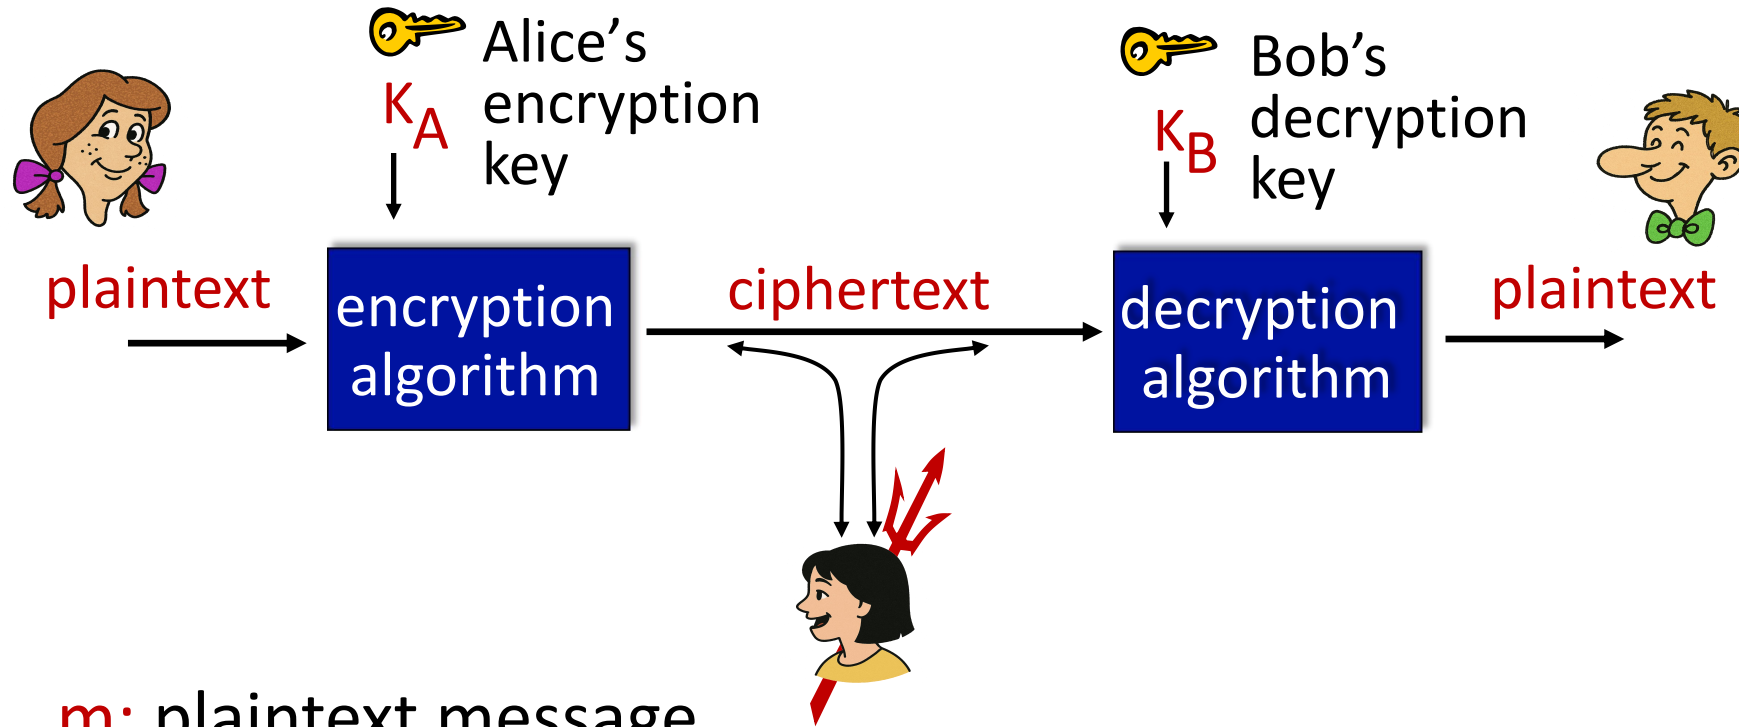 Alice's
encryption
key
K_A
Bob's
decryption
key
K_B
plaintext
encryption
algorithm
ciphertext
decryption
algorithm
plaintext
m: plaintext message